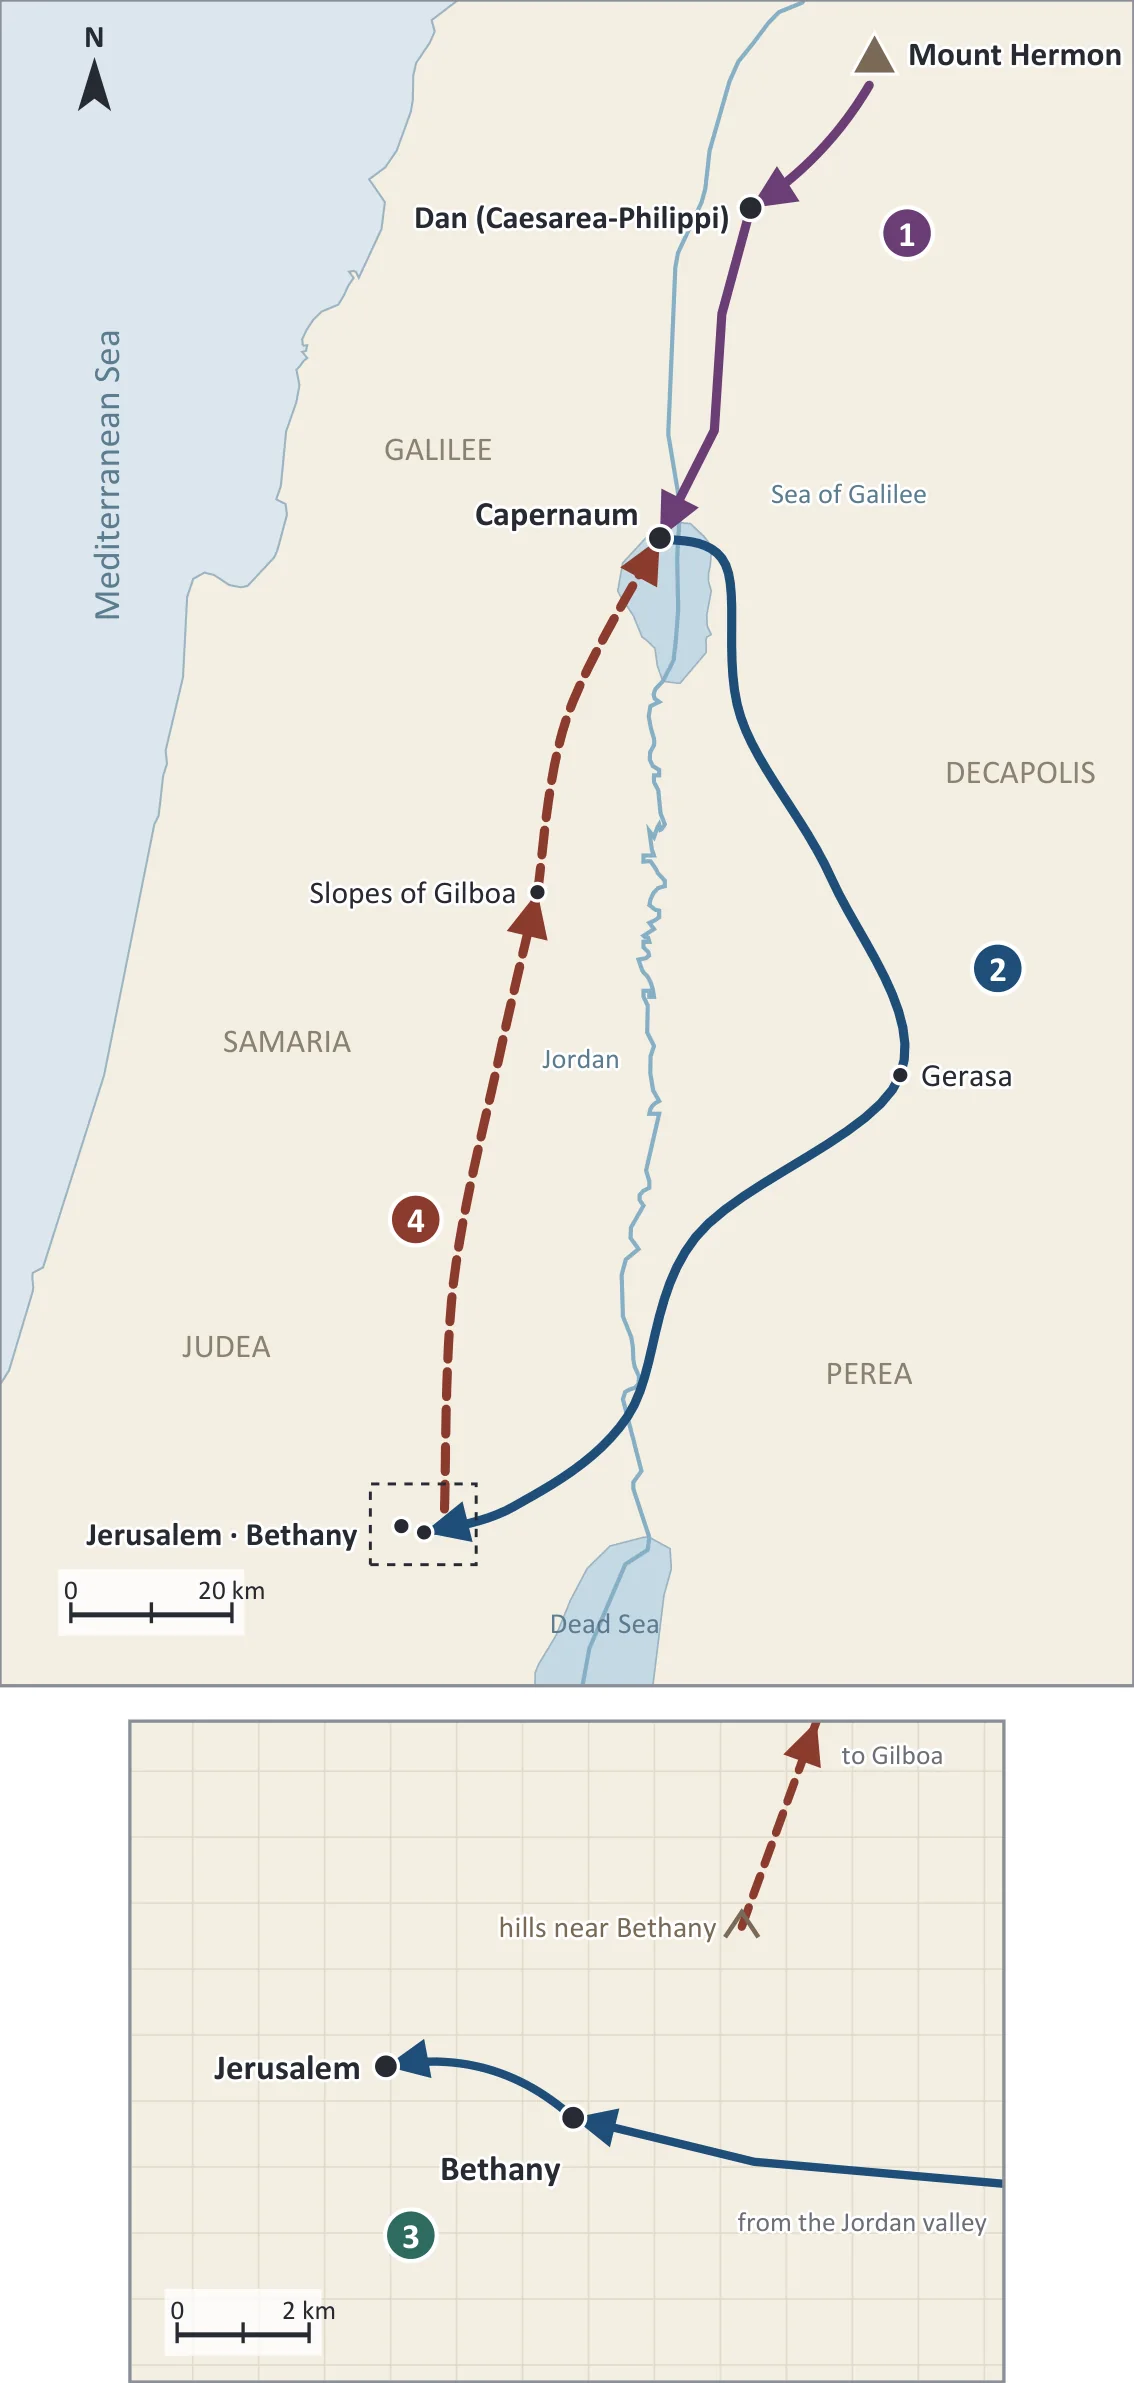 N
Mount Hermon
Dan (Caesarea-Philippi)
1
Mediterranean Sea
GALILEE
Sea of Galilee
Capernaum
DECAPOLIS
Slopes of Gilboa
2
SAMARIA
Jordan
Gerasa
4
JUDEA
PEREA
Jerusalem · Bethany
0 20 km
Dead Sea
to Gilboa
hills near Bethany
Jerusalem
Bethany
from the Jordan valley
3
0 2 km